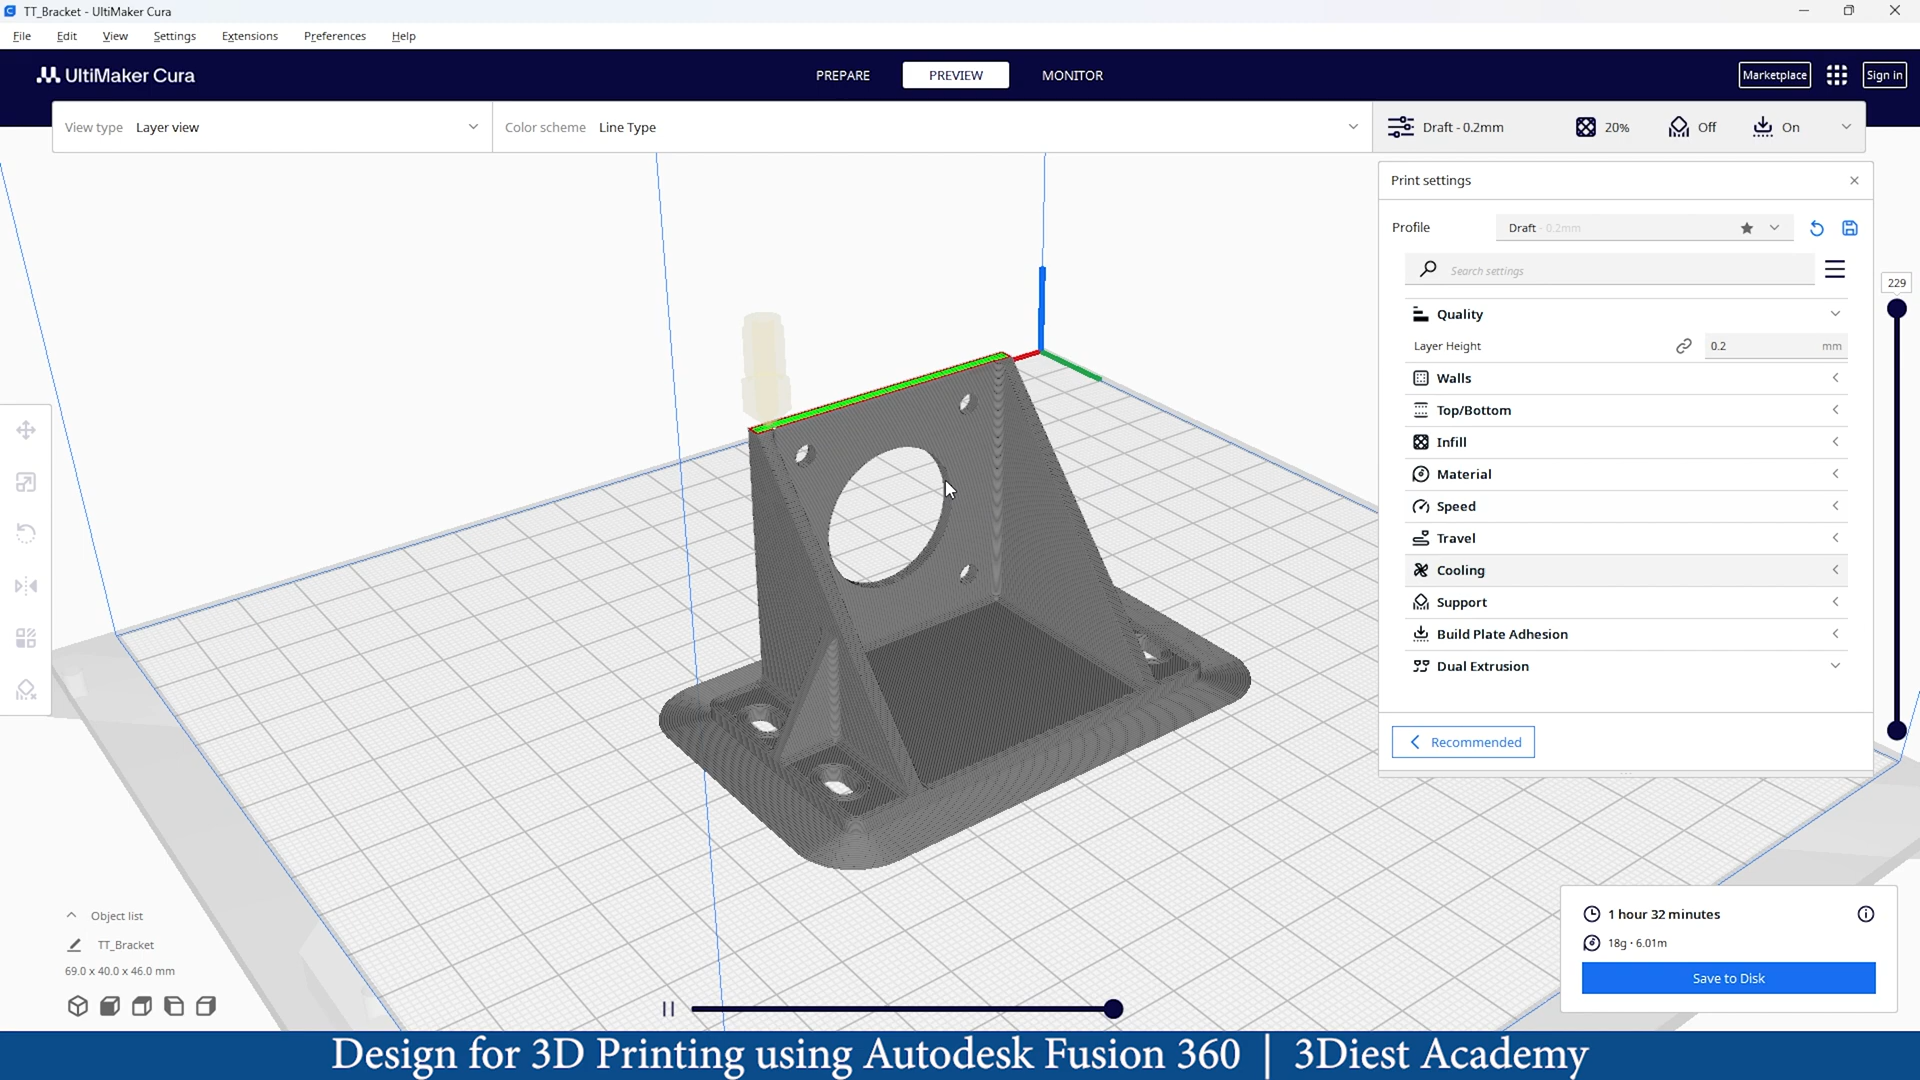 TT_Bracket - UltiMaker Cura
File Edit View Settings Extensions Preferences Help
UltiMaker Cura
PREPARE PREVIEW MONITOR
Marketplace Sign in
View type Layer view
Color scheme Line Type
Draft - 0.2mm 20% Off On
Print settings
Profile Draft - 0.2mm
Search settings
229
Quality
Layer Height 0.2 mm
Walls
Top/Bottom
Infill
Material
Speed
Travel
Cooling
Support
Build Plate Adhesion
Dual Extrusion
Recommended
Object list
TT_Bracket
69.0 x 40.0 x 46.0 mm
1 hour 32 minutes
18g · 6.01m
Save to Disk
Design for 3D Printing using Autodesk Fusion 360 | 3Diest Academy